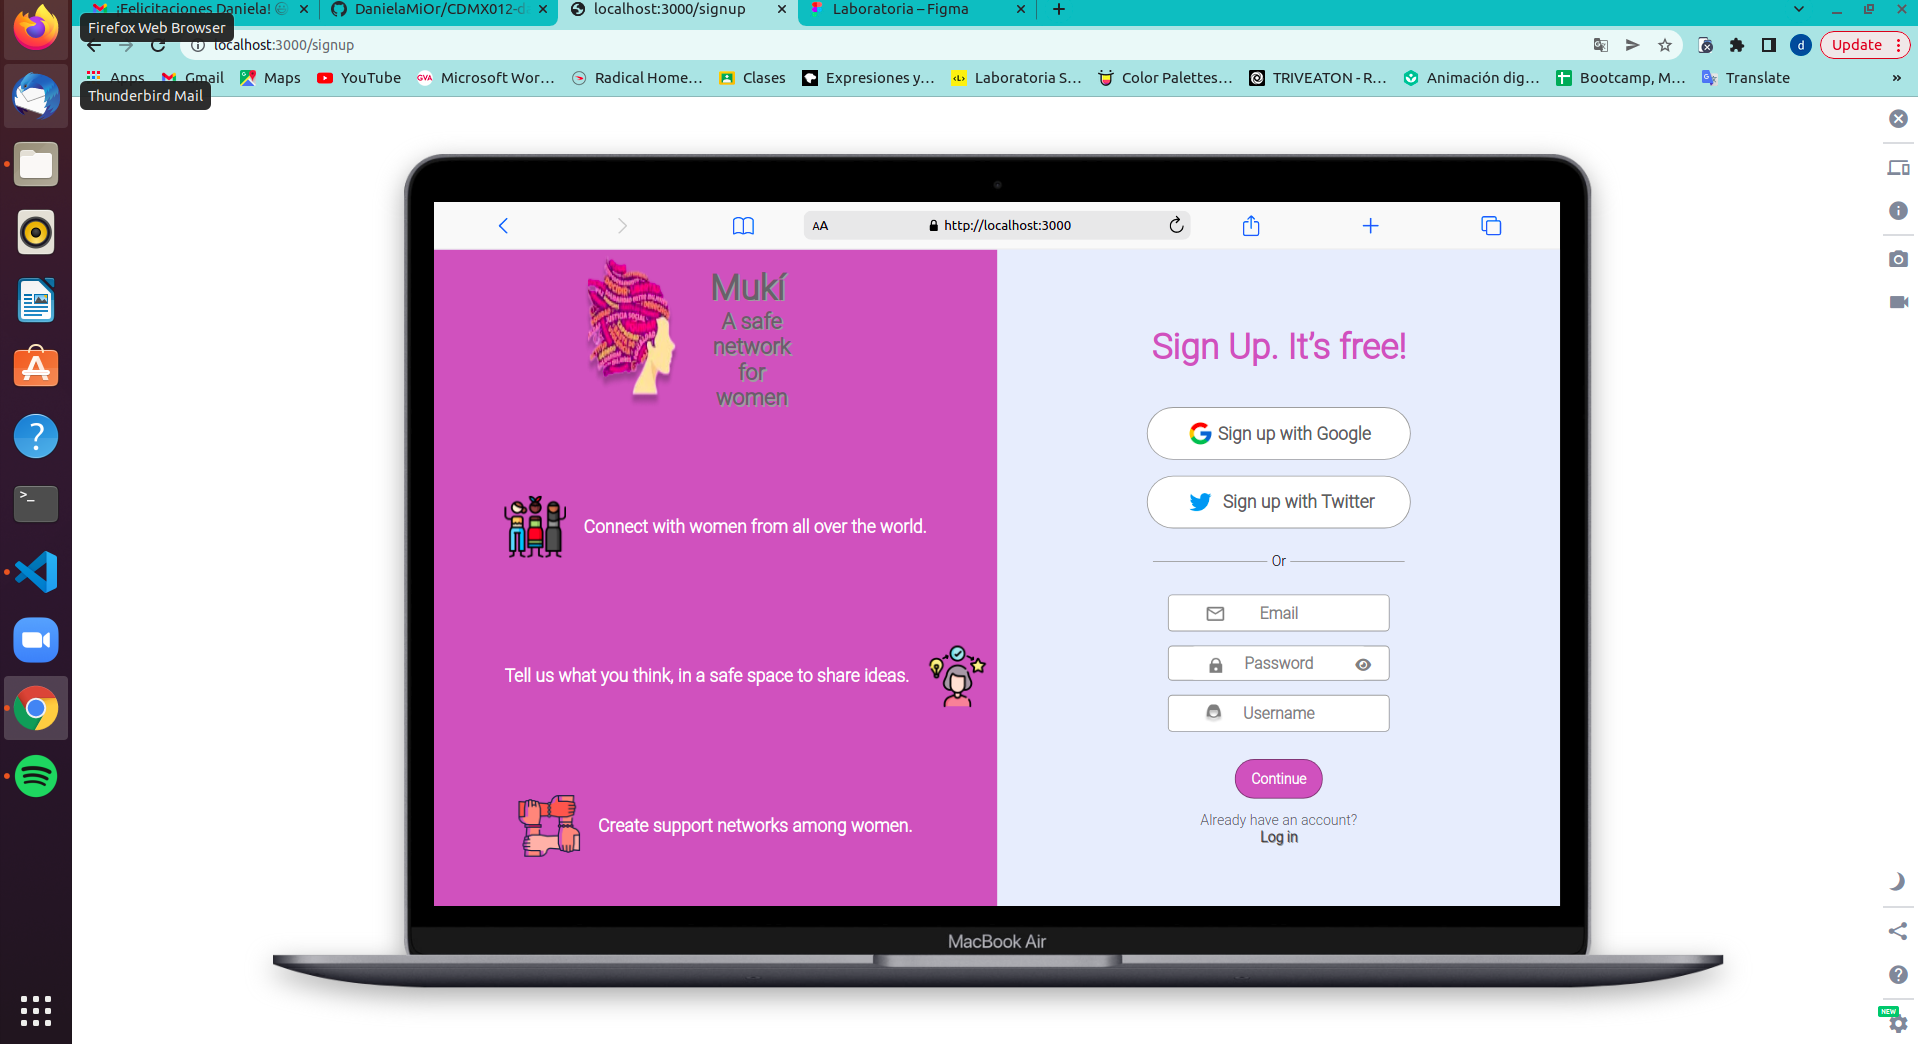 ¡Felicitaciones Daniela!
DanielaMiOr/CDMX012-d
localhost:3000/signup
Laboratoria – Figma
Firefox Web Browser
localhost:3000/signup
Update
d
Apps
Gmail
Maps
YouTube
GVA
Microsoft Wor...
Radical Home...
Clases
Expresiones y...
Laboratoria S...
Color Palettes...
TRIVEATON - R...
Animación dig...
Bootcamp, M...
Translate
»
Thunderbird Mail
AA
http://localhost:3000
Mukí
A safe
network
for
women
Sign Up. It's free!
Sign up with Google
Sign up with Twitter
Or
Connect with women from all over the world.
Email
Tell us what you think, in a safe space to share ideas.
Password
Username
Continue
Create support networks among women.
Already have an account?
Log in
MacBook Air
NEW